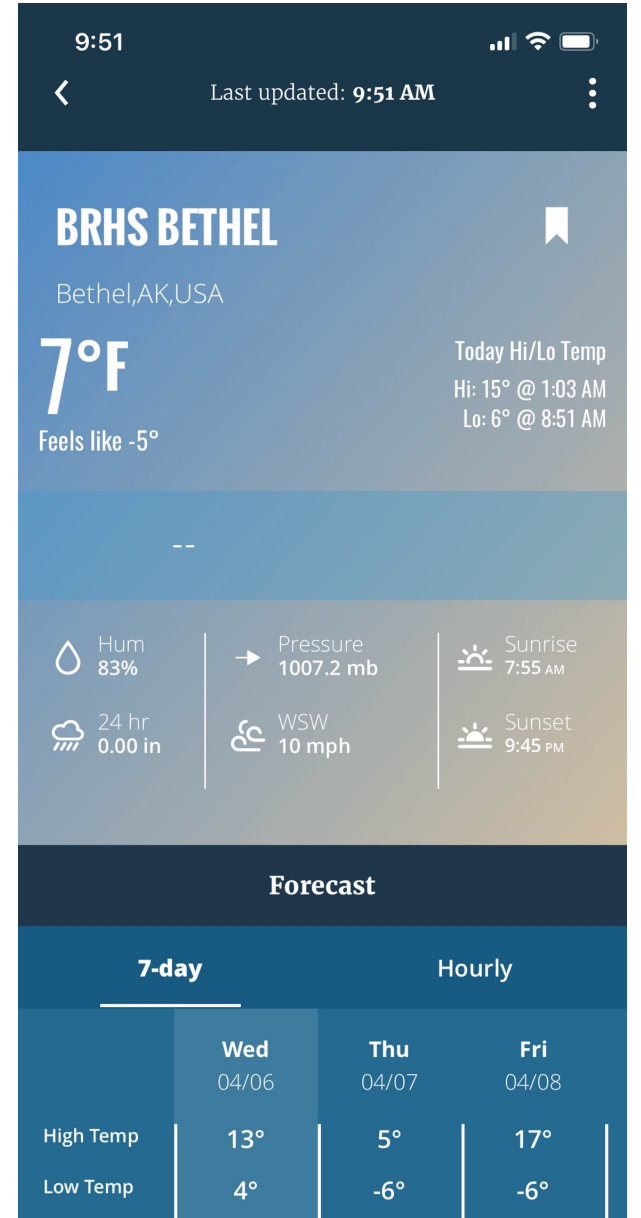 9:51
Last updated: 9:51 AM
BRHS BETHEL
Bethel,AK,USA
7°F
Feels like -5°
Today Hi/Lo Temp
Hi: 15° @ 1:03 AM
Lo: 6° @ 8:51 AM
--
Hum
83%
Pressure
1007.2 mb
Sunrise
7:55 AM
24 hr
0.00 in
WSW
10 mph
Sunset
9:45 PM
Forecast
7-day Hourly
Wed Thu Fri
04/06 04/07 04/08
High Temp 13° 5° 17°
Low Temp 4° -6° -6°